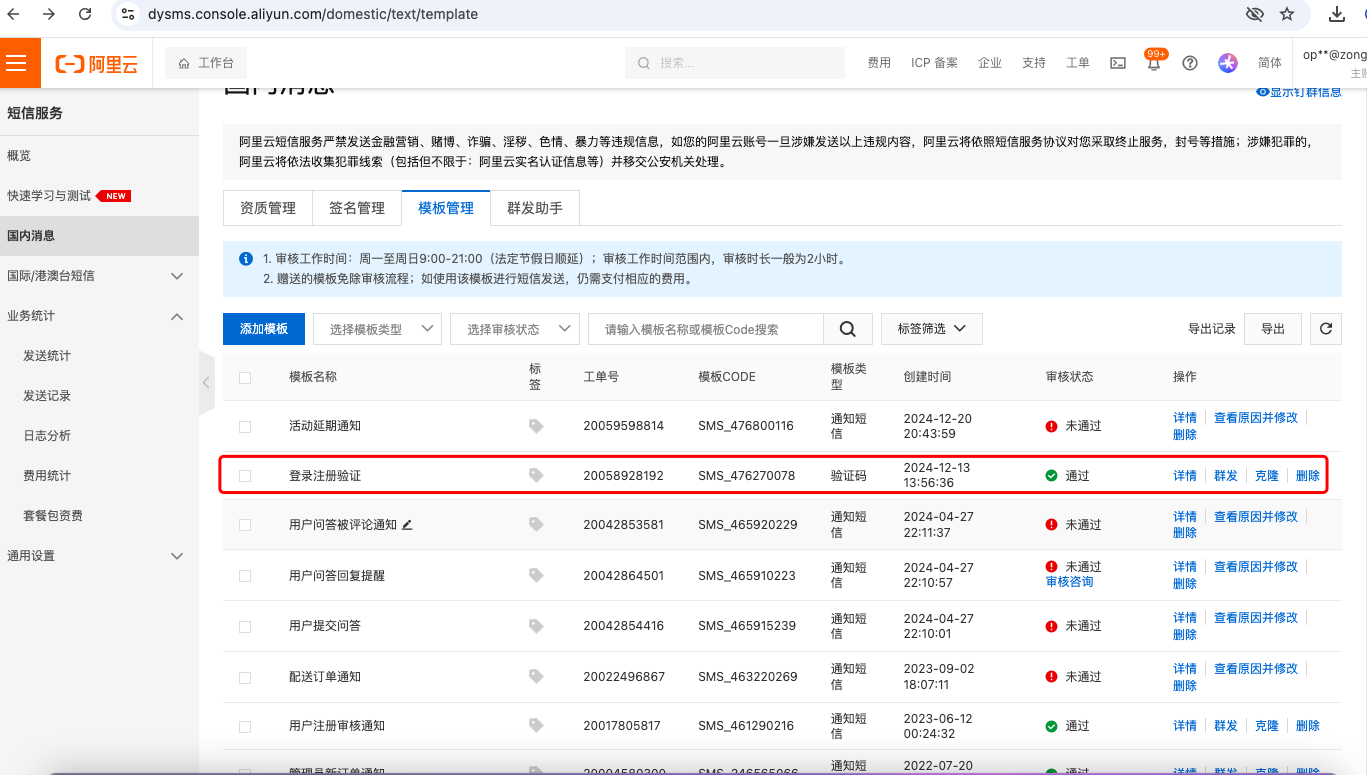 dysms.console.aliyun.com/domestic/text/template
阿里云
工作台
搜索...
费用
ICP 备案
企业
支持
工单
99+
简体
op**@zong
主账
短信服务
国内消息
显示钉群信息
概览
快速学习与测试 NEW
国内消息
国际/港澳台短信
业务统计
发送统计
发送记录
日志分析
费用统计
套餐包资费
通用设置
阿里云短信服务严禁发送金融营销、赌博、诈骗、淫秽、色情、暴力等违规信息，如您的阿里云账号一旦涉嫌发送以上违规内容，阿里云将依照短信服务协议对您采取终止服务，封号等措施；涉嫌犯罪的，
阿里云将依法收集犯罪线索（包括但不限于：阿里云实名认证信息等）并移交公安机关处理。
资质管理 签名管理 模板管理 群发助手
1. 审核工作时间：周一至周日9:00-21:00（法定节假日顺延）；审核工作时间范围内，审核时长一般为2小时。
2. 赠送的模板免除审核流程；如使用该模板进行短信发送，仍需支付相应的费用。
添加模板 选择模板类型 选择审核状态 请输入模板名称或模板Code搜索 标签筛选 导出记录 导出
模板名称 标签 工单号 模板CODE 模板类型 创建时间 审核状态 操作
活动延期通知 20059598814 SMS_476800116 通知短信 2024-12-20 20:43:59 未通过 详情 查看原因并修改 删除
登录注册验证 20058928192 SMS_476270078 验证码 2024-12-13 13:56:36 通过 详情 群发 克隆 删除
用户问答被评论通知 20042853581 SMS_465920229 通知短信 2024-04-27 22:11:37 未通过 详情 查看原因并修改 删除
用户问答回复提醒 20042864501 SMS_465910223 通知短信 2024-04-27 22:10:57 未通过 审核咨询 详情 查看原因并修改 删除
用户提交问答 20042854416 SMS_465915239 通知短信 2024-04-27 22:10:01 未通过 详情 查看原因并修改 删除
配送订单通知 20022496867 SMS_463220269 通知短信 2023-09-02 18:07:11 未通过 详情 查看原因并修改 删除
用户注册审核通知 20017805817 SMS_461290216 通知短信 2023-06-12 00:24:32 通过 详情 群发 克隆 删除
管理员新订单通知 20004580300 SMS_246565066 通知短 2022-07-20 通过 详情 群发 克隆 删除